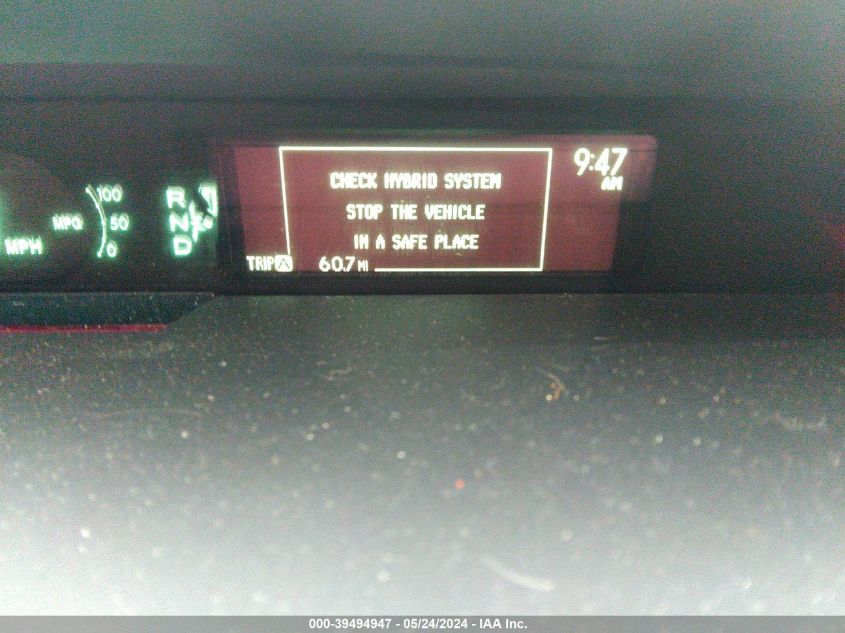 100
MPG 50
0
MPH
R
N
D
CHECK HYBRID SYSTEM
STOP THE VEHICLE
IN A SAFE PLACE
9:47
AM
TRIP A 60.7 MI
000-39494947 - 05/24/2024 - IAA Inc.